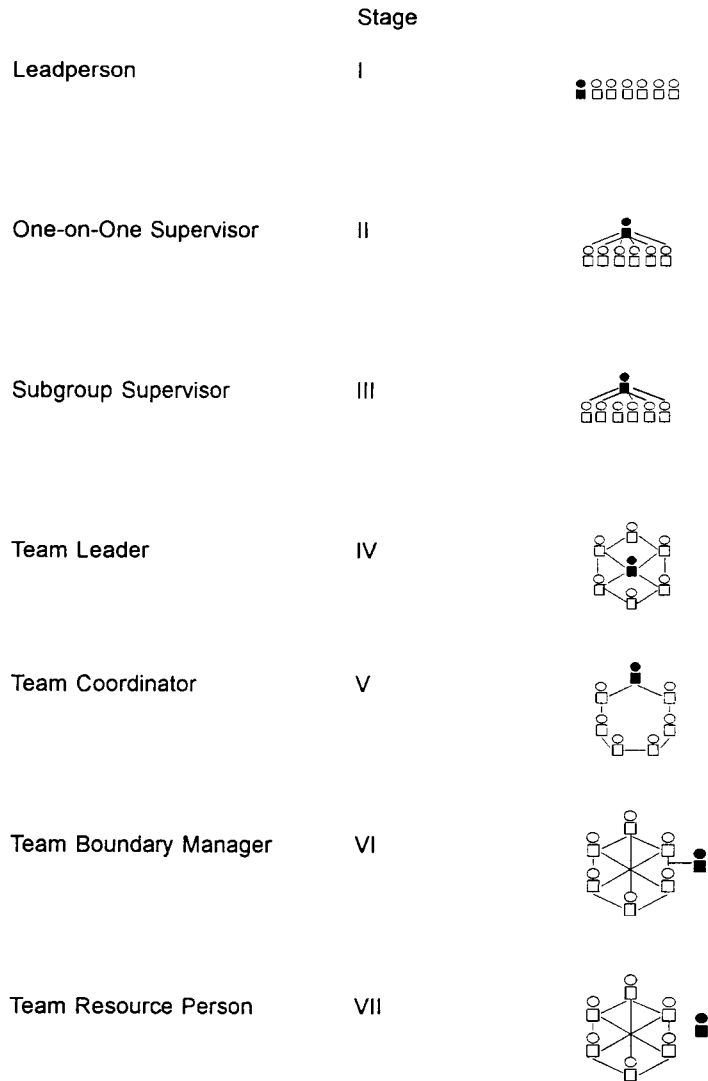 Stage
Leadperson I
One-on-One Supervisor II
Subgroup Supervisor III
Team Leader IV
Team Coordinator V
Team Boundary Manager VI
Team Resource Person VII